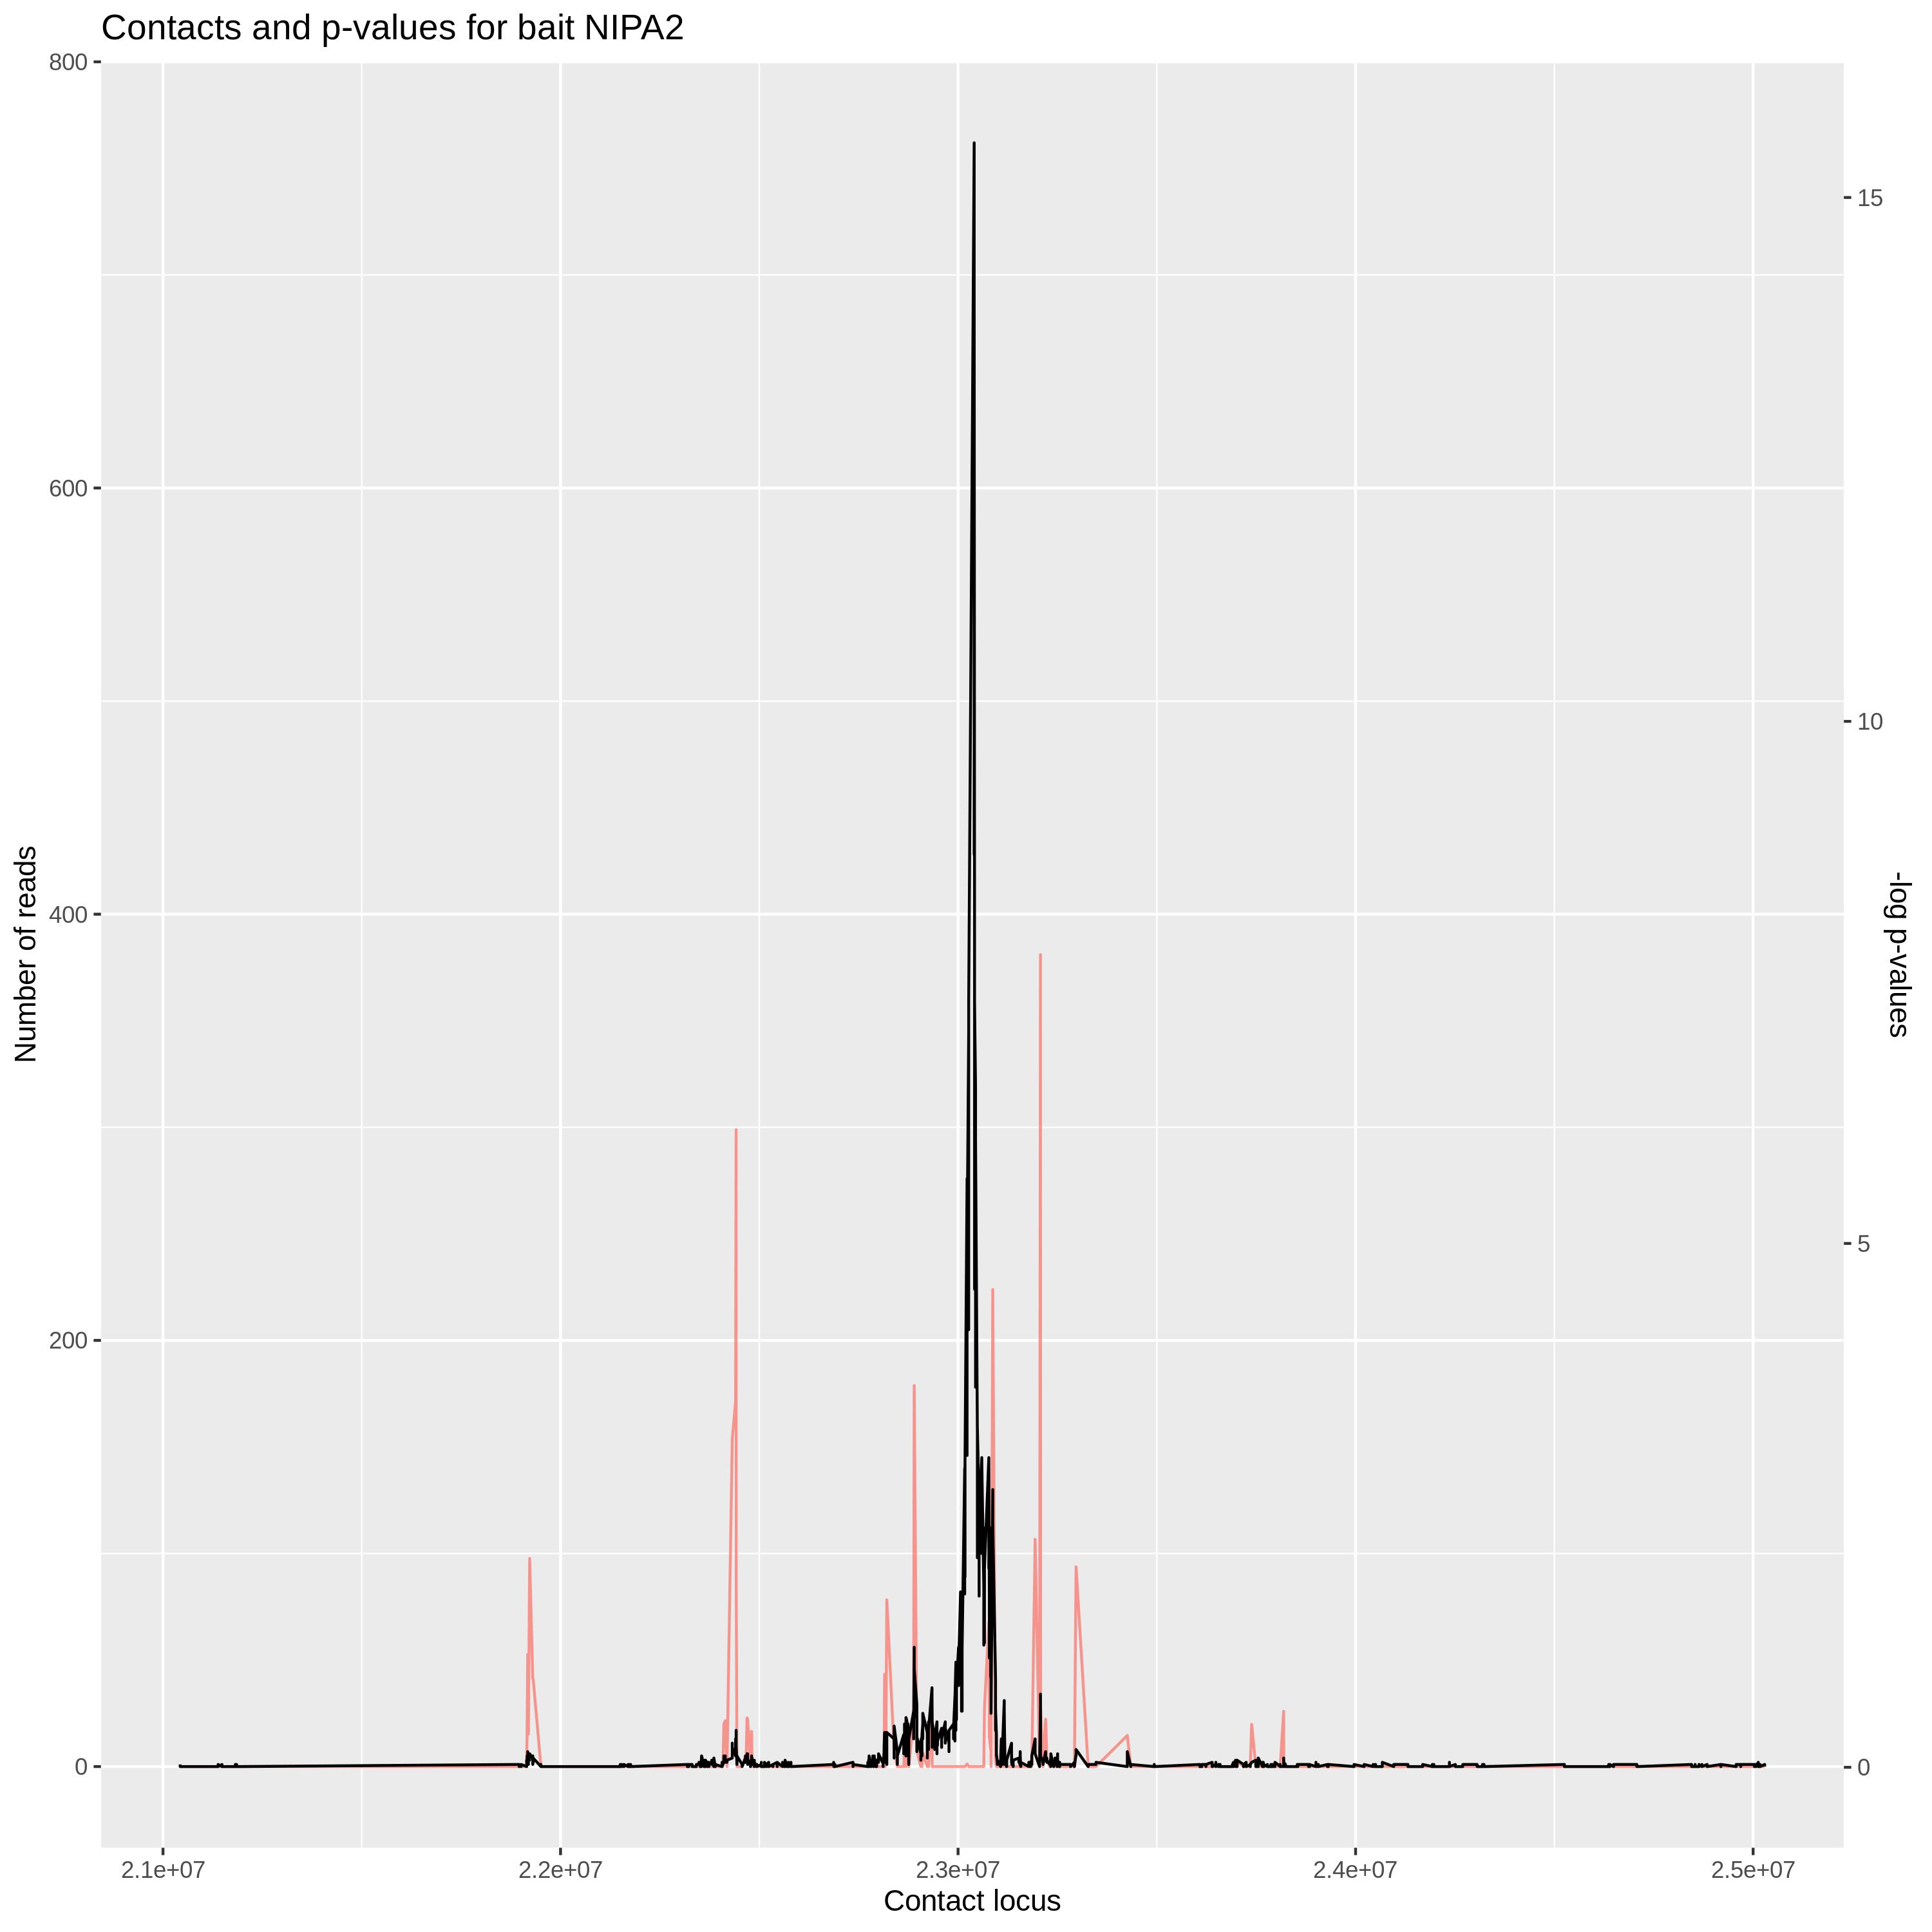 Contacts and p-values for bait NIPA2
800
600
400
200
0
Number of reads
15
10
5
0
-log p-values
2.1e+07
2.2e+07
2.3e+07
2.4e+07
2.5e+07
Contact locus